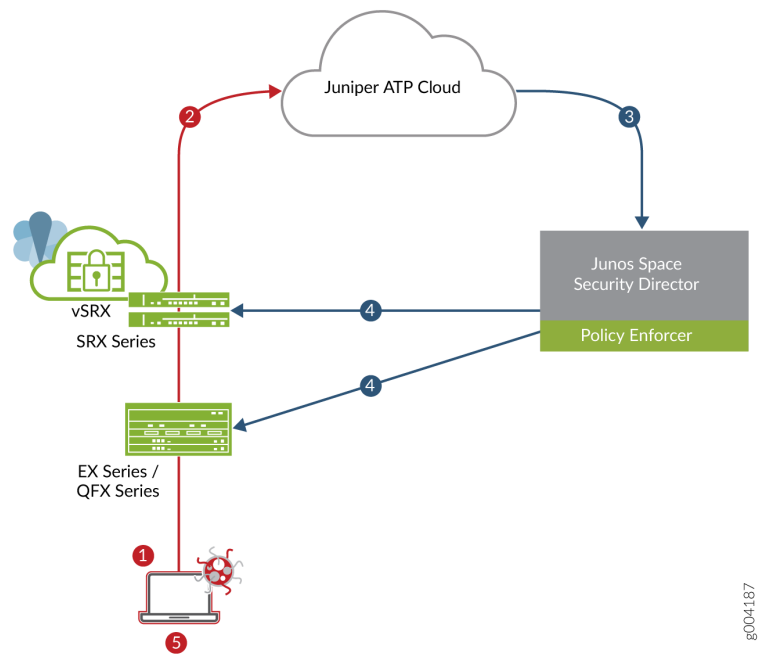 Juniper ATP Cloud
2
3
Junos Space
Security Director
Policy Enforcer
vSRX
SRX Series
4
4
EX Series /
QFX Series
1
5
g004187